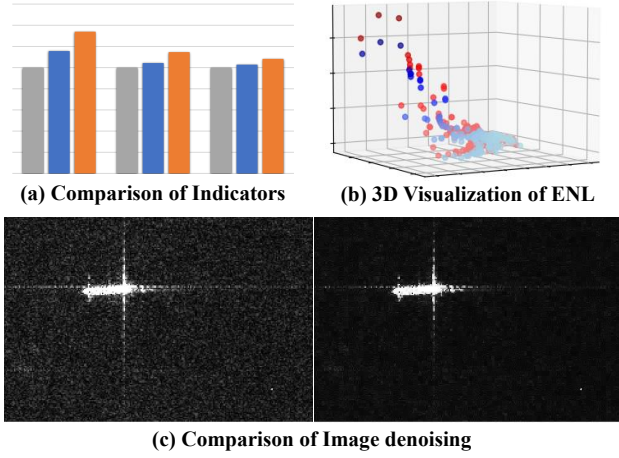 (a) Comparison of Indicators
(b) 3D Visualization of ENL
(c) Comparison of Image denoising